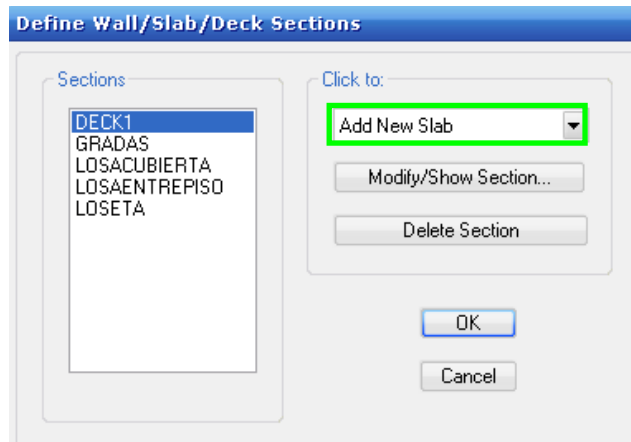 Define Wall/Slab/Deck Sections
Sections
DECK1
GRADAS
LOSACUBIERTA
LOSAENTREPISO
LOSETA
Click to:
Add New Slab
Modify/Show Section...
Delete Section
OK
Cancel